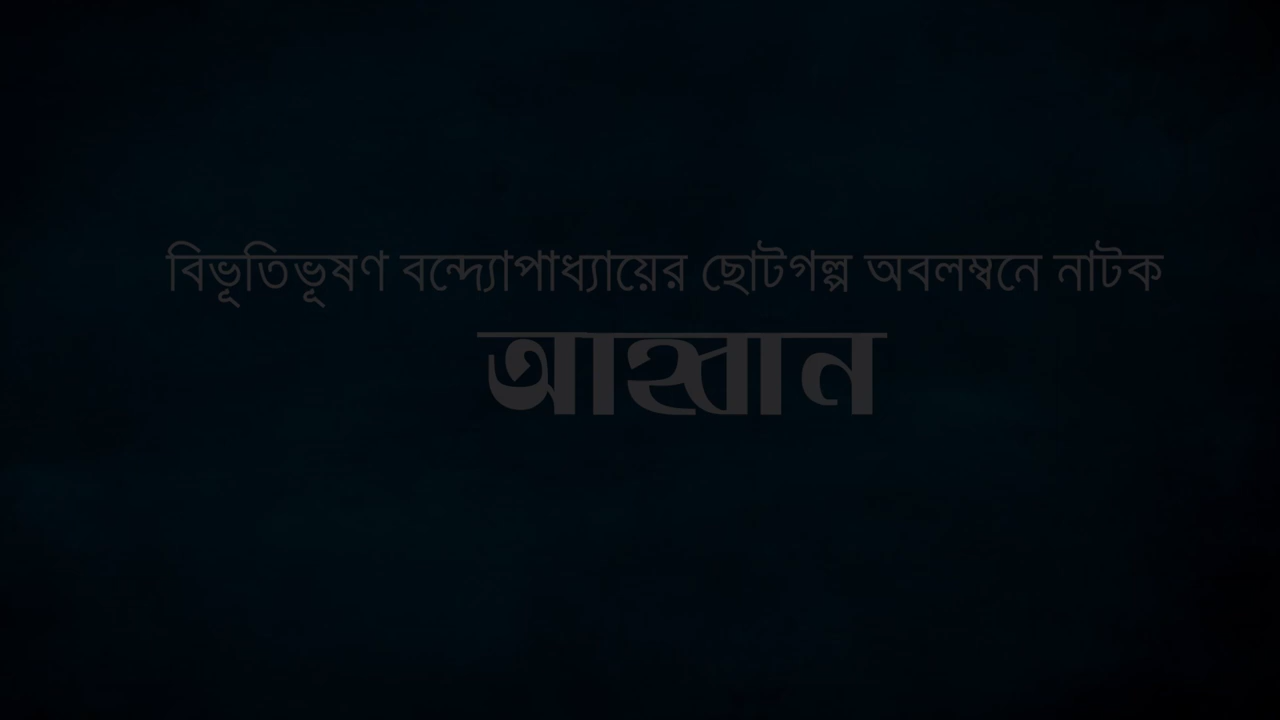 বিভূতিভূষণ বন্দ্যোপাধ্যায়ের ছোটগল্প অবলম্বনে নাটক
আহ্বান